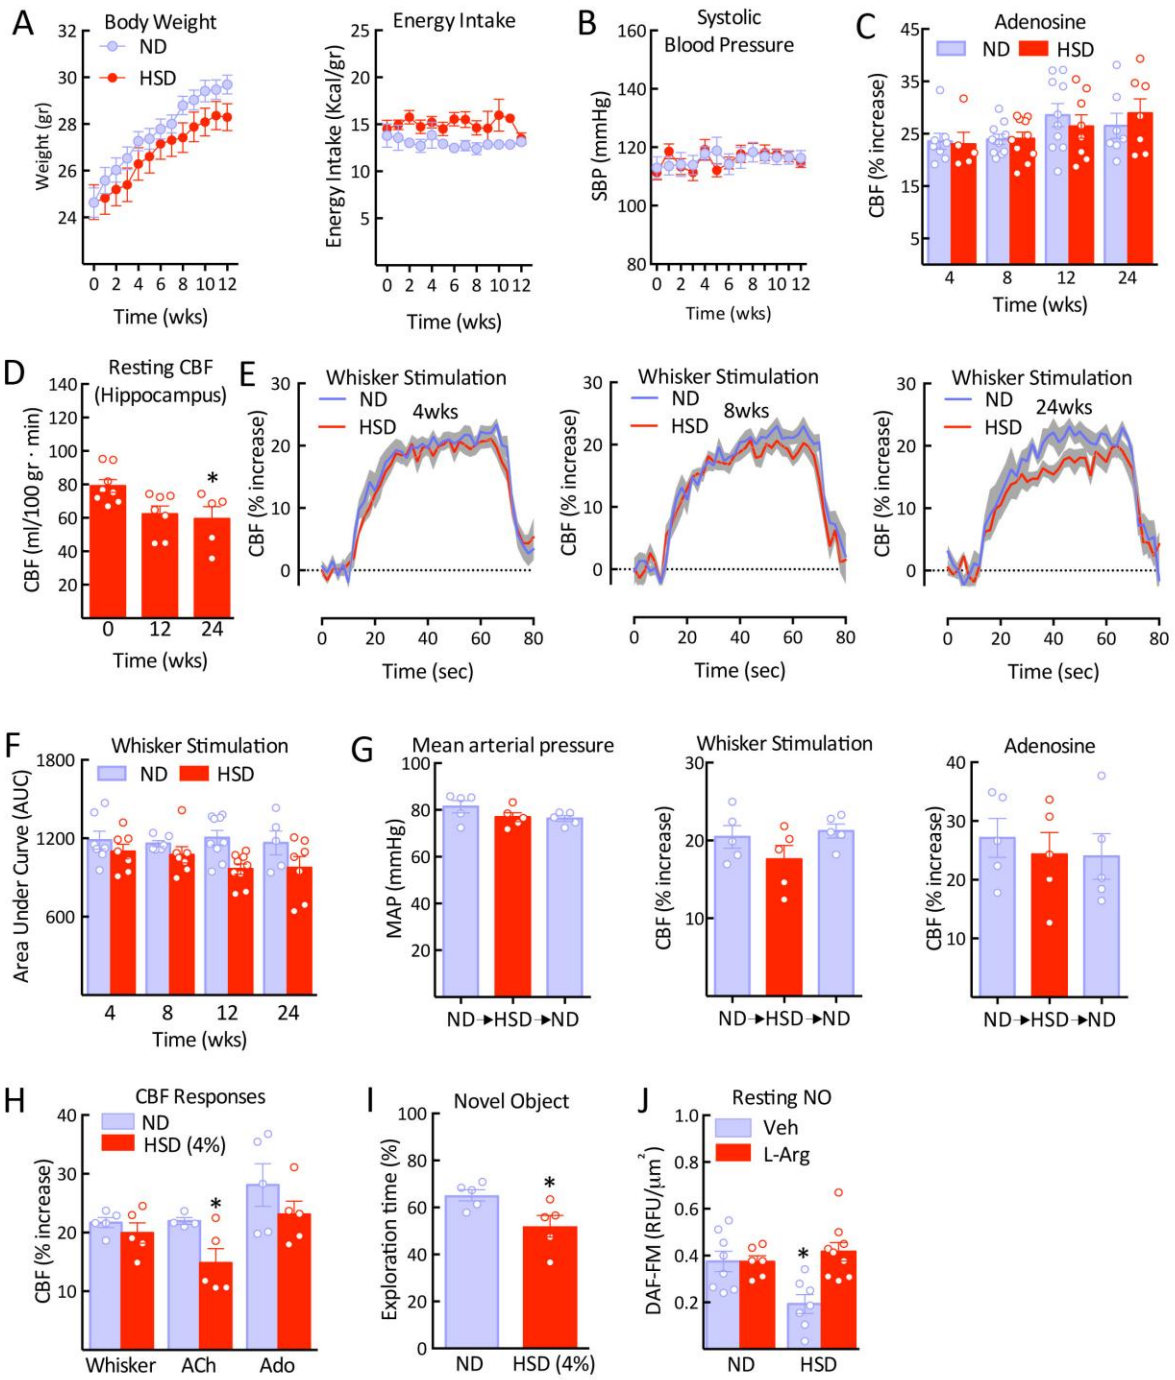 A
Body Weight
ND
HSD
Weight (gr)
32
30
28
26
24
0 2 4 6 8 10 12
Time (wks)
Energy Intake
Energy Intake (Kcal/gr)
25
20
15
10
5
0 2 4 6 8 10 12
Time (wks)
B
Systolic
Blood Pressure
SBP (mmHg)
160
140
120
100
80
0 2 4 6 8 10 12
Time (wks)
C
Adenosine
ND HSD
CBF (% increase)
45
35
25
15
5
4 8 12 24
Time (wks)
D
Resting CBF
(Hippocampus)
CBF (ml/100 gr · min)
140
120
100
80
60
40
20
*
0 12 24
Time (wks)
E
Whisker Stimulation
ND
HSD
4wks
CBF (% increase)
30
20
10
0
0 20 40 60 80
Time (sec)
Whisker Stimulation
ND
HSD
8wks
CBF (% increase)
30
20
10
0
0 20 40 60 80
Time (sec)
Whisker Stimulation
ND
HSD
24wks
CBF (% increase)
30
20
10
0
0 20 40 60 80
Time (sec)
F
Whisker Stimulation
ND HSD
Area Under Curve (AUC)
1800
1200
600
4 8 12 24
Time (wks)
G
Mean arterial pressure
MAP (mmHg)
100
80
60
40
20
ND→HSD→ND
Whisker Stimulation
CBF (% increase)
30
20
10
ND→HSD→ND
Adenosine
CBF (% increase)
40
30
20
10
ND→HSD→ND
H
CBF Responses
ND
HSD (4%)
CBF (% increase)
40
30
20
10
*
Whisker ACh Ado
I
Novel Object
Exploration time (%)
100
80
60
40
20
0
*
ND HSD (4%)
J
Resting NO
Veh
L-Arg
DAF-FM (RFU/μm²)
1.0
0.8
0.6
0.4
0.2
*
ND HSD